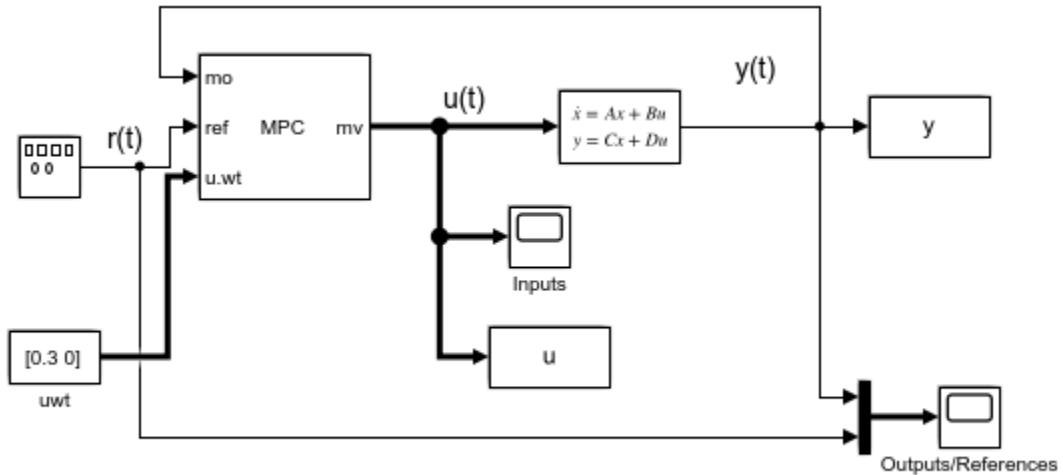 mo
ref
u.wt
MPC
mv
r(t)
u(t)
ẋ = Ax + Bu
y = Cx + Du
y(t)
y
Inputs
u
[0.3 0]
uwt
Outputs/References